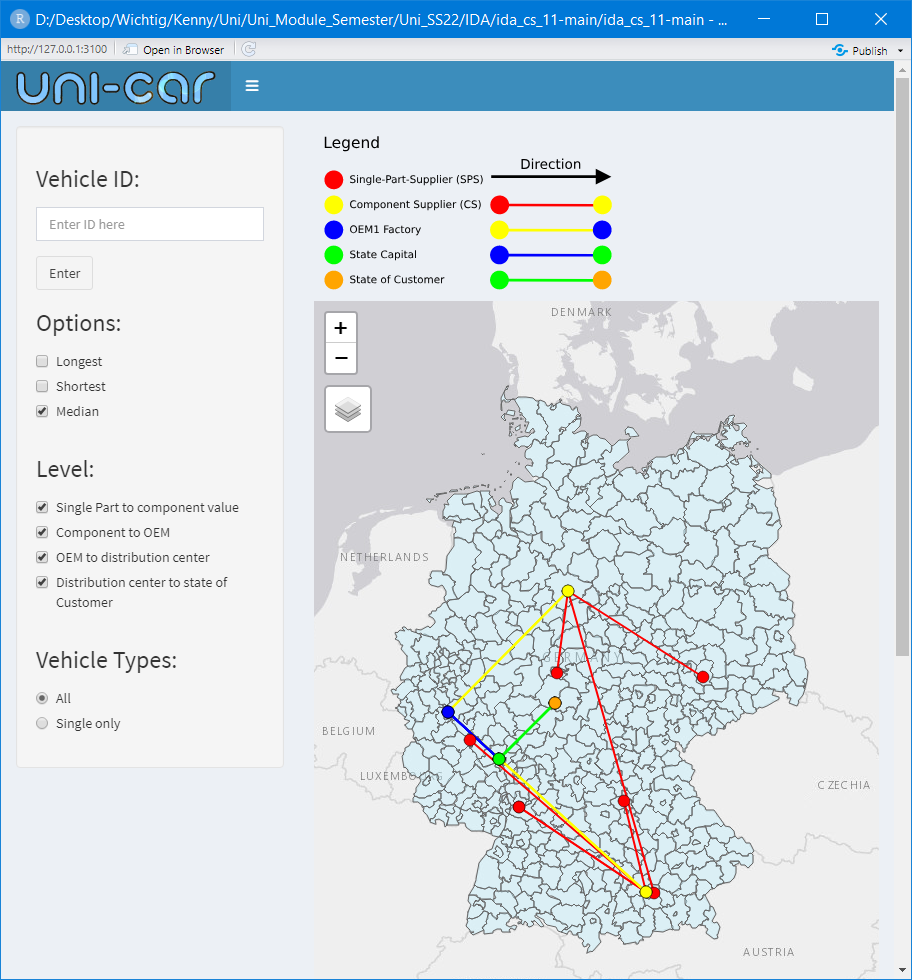 R D:/Desktop/Wichtig/Kenny/Uni/Uni_Module_Semester/Uni_SS22/IDA/ida_cs_11-main/ida_cs_11-main - ...
http://127.0.0.1:3100 Open in Browser Publish
uni-car
Vehicle ID:
Enter ID here
Enter
Options:
Longest
Shortest
Median
Level:
Single Part to component value
Component to OEM
OEM to distribution center
Distribution center to state of
Customer
Vehicle Types:
All
Single only
Legend
Direction
Single-Part-Supplier (SPS)
Component Supplier (CS)
OEM1 Factory
State Capital
State of Customer
+
−
DENMARK
NETHERLANDS
GERMANY
BELGIUM
LUXEMBOURG
CZECHIA
AUSTRIA